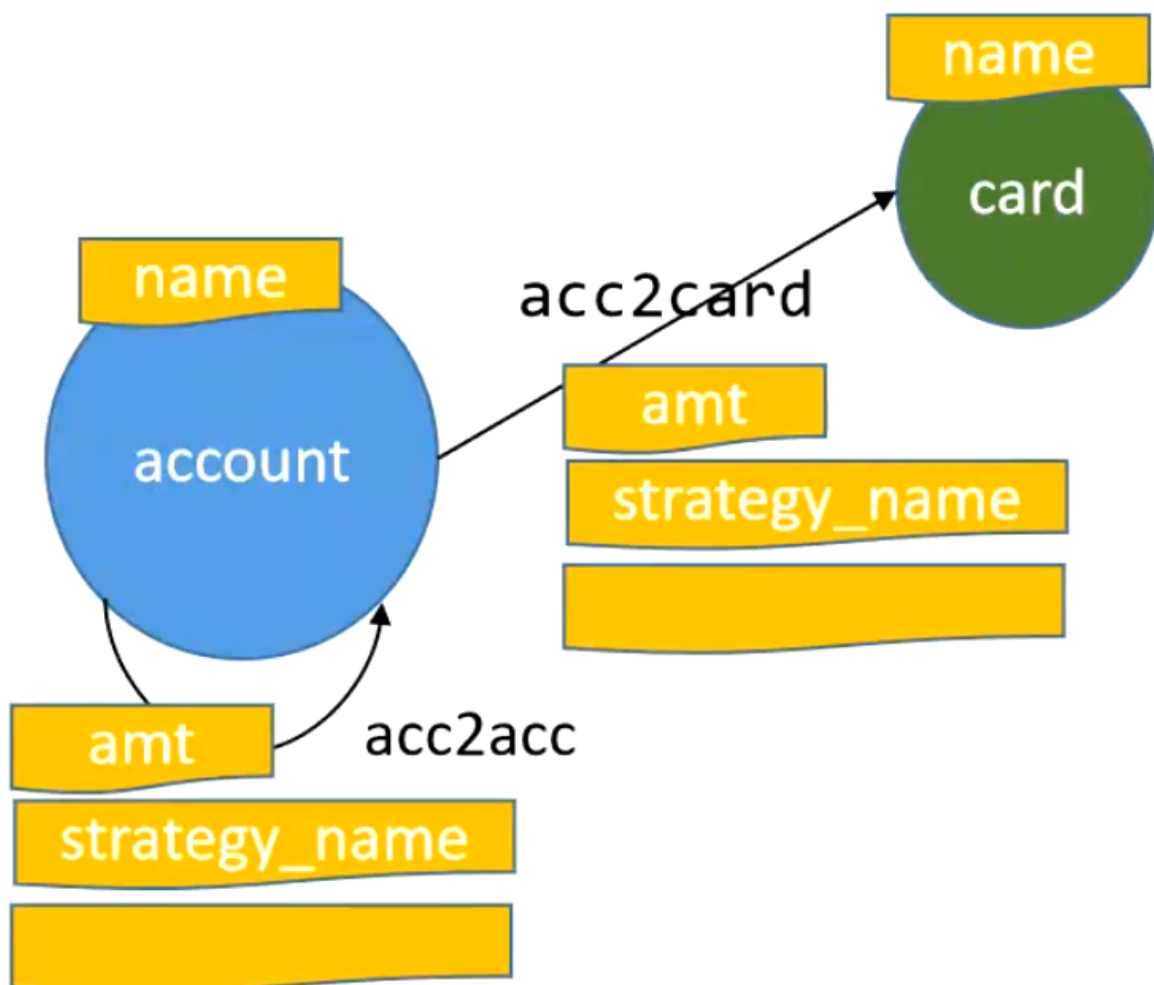 name
card
name
acc2card
account
amt
strategy_name
amt
acc2acc
strategy_name